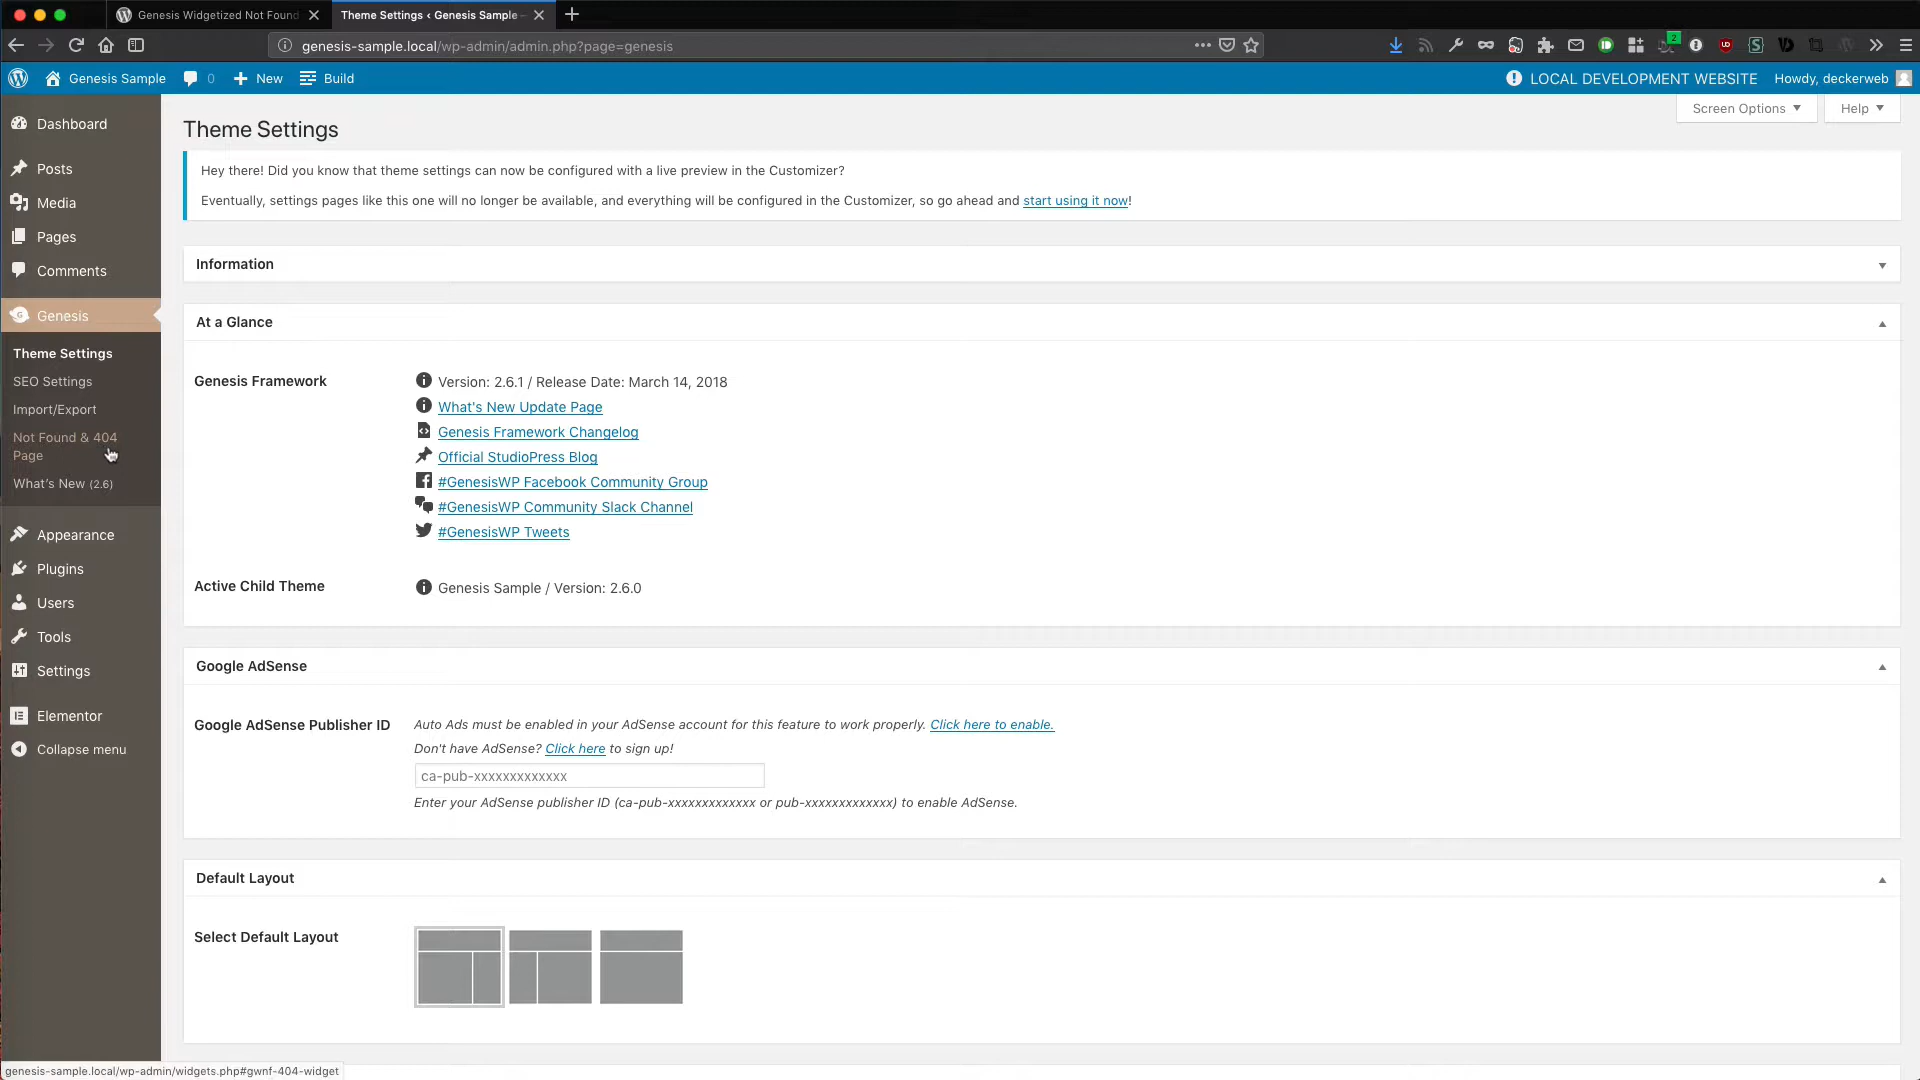 Genesis Widgetized Not Found
Theme Settings ‹ Genesis Sample
genesis-sample.local/wp-admin/admin.php?page=genesis
2
Genesis Sample
0
New
Build
LOCAL DEVELOPMENT WEBSITE
Howdy, deckerweb
Dashboard
Posts
Media
Pages
Comments
Genesis
Theme Settings
SEO Settings
Import/Export
Not Found & 404
Page
What's New (2.6)
Appearance
Plugins
Users
Tools
Settings
Elementor
Collapse menu
Screen Options
Help
Theme Settings
Hey there! Did you know that theme settings can now be configured with a live preview in the Customizer?
Eventually, settings pages like this one will no longer be available, and everything will be configured in the Customizer, so go ahead and start using it now!
Information
At a Glance
Genesis Framework
Version: 2.6.1 / Release Date: March 14, 2018
What's New Update Page
Genesis Framework Changelog
Official StudioPress Blog
#GenesisWP Facebook Community Group
#GenesisWP Community Slack Channel
#GenesisWP Tweets
Active Child Theme
Genesis Sample / Version: 2.6.0
Google AdSense
Google AdSense Publisher ID
Auto Ads must be enabled in your AdSense account for this feature to work properly. Click here to enable.
Don't have AdSense? Click here to sign up!
ca-pub-xxxxxxxxxxxxx
Enter your AdSense publisher ID (ca-pub-xxxxxxxxxxxxx or pub-xxxxxxxxxxxxx) to enable AdSense.
Default Layout
Select Default Layout
genesis-sample.local/wp-admin/widgets.php#gwnf-404-widget